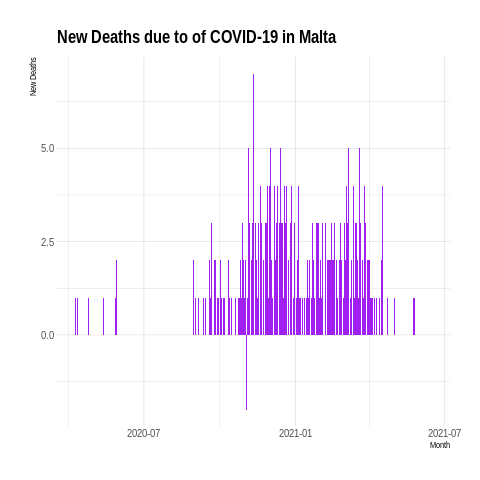 New Deaths due to of COVID-19 in Malta
New Deaths
5.0
2.5
0.0
2020-07
2021-01
2021-07
Month